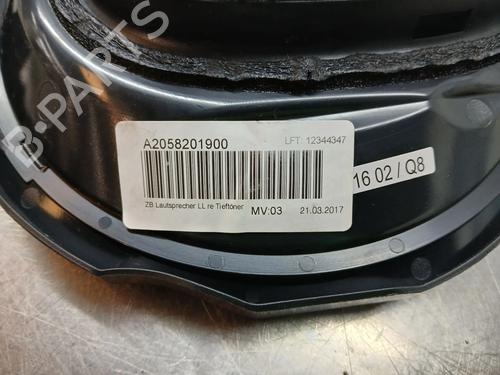 B-PARTS
A2058201900 LFT: 12344347
ZB Lautsprecher LL re Tieftöner MV:03 21.03.2017
16 02 / Q8